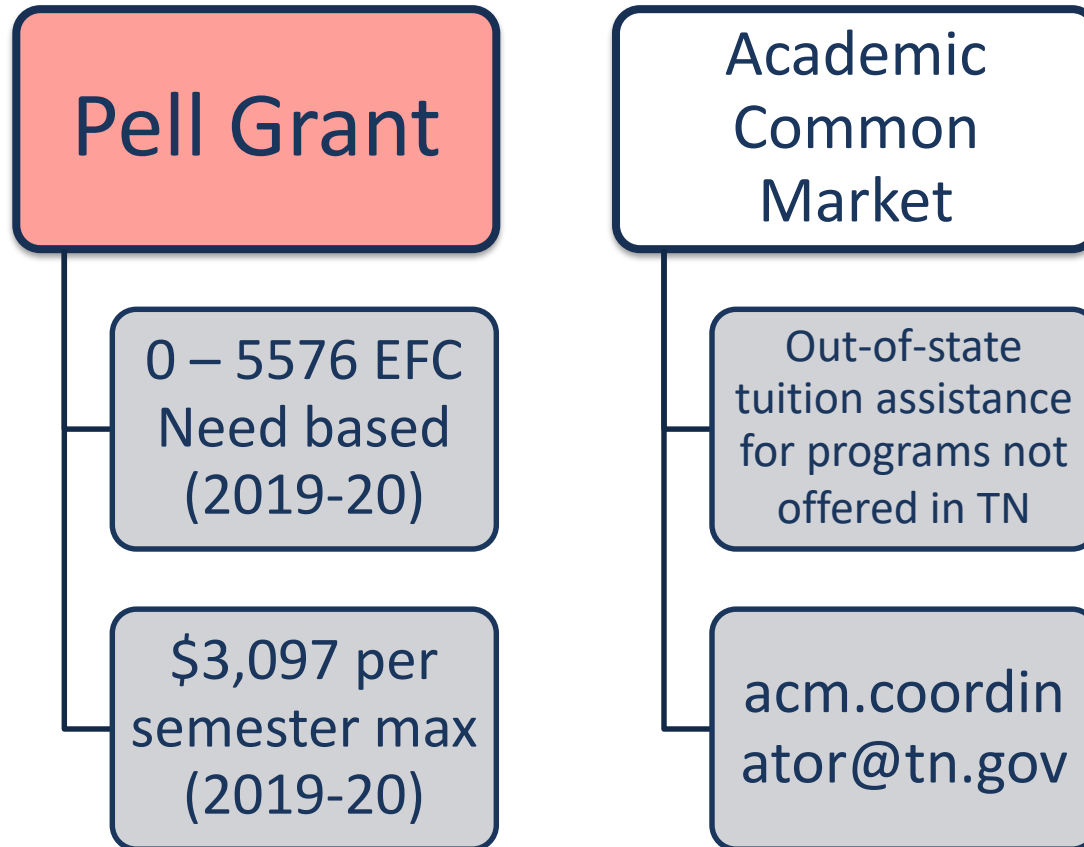 Pell Grant
0 – 5576 EFC
Need based
(2019-20)
$3,097 per
semester max
(2019-20)
Academic
Common
Market
Out-of-state
tuition assistance
for programs not
offered in TN
acm.coordin
ator@tn.gov